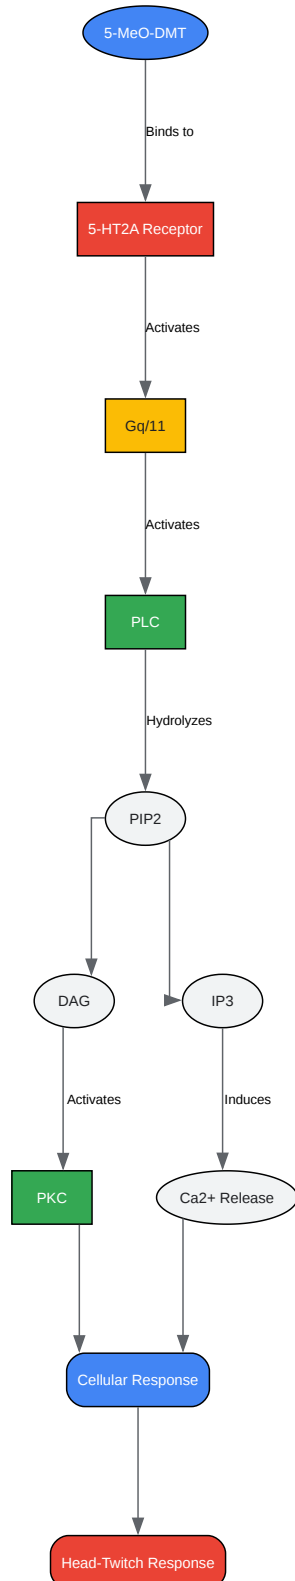 5-MeO-DMT
Binds to
5-HT2A Receptor
Activates
Gq/11
Activates
PLC
Hydrolyzes
PIP2
DAG
IP3
Activates
Induces
PKC
Ca2+ Release
Cellular Response
Head-Twitch Response